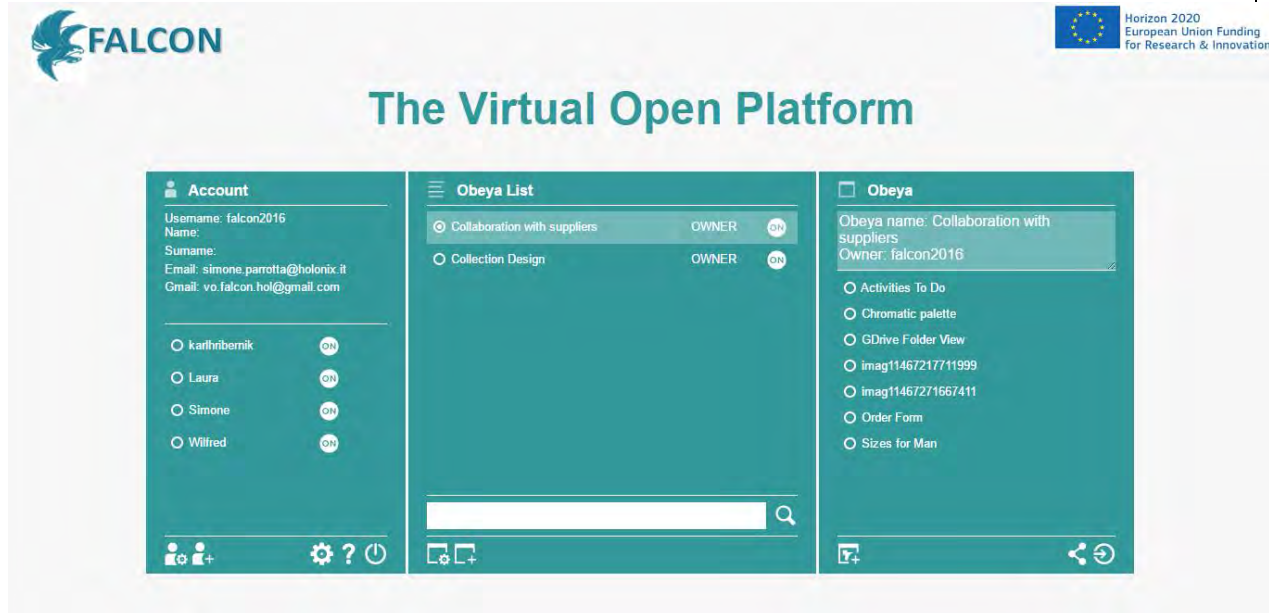 FALCON
Horizon 2020
European Union Funding
for Research & Innovation
The Virtual Open Platform
Account
Username: falcon2016
Name:
Surname:
Email: simone.parrotta@holonix.it
Gmail: vo.falcon.hol@gmail.com
karlhribernik ON
Laura ON
Simone ON
Wilfred ON
Obeya List
Collaboration with suppliers OWNER ON
Collection Design OWNER ON
Obeya
Obeya name: Collaboration with
suppliers
Owner: falcon2016
Activities To Do
Chromatic palette
GDrive Folder View
imag11467217711999
imag11467271667411
Order Form
Sizes for Man